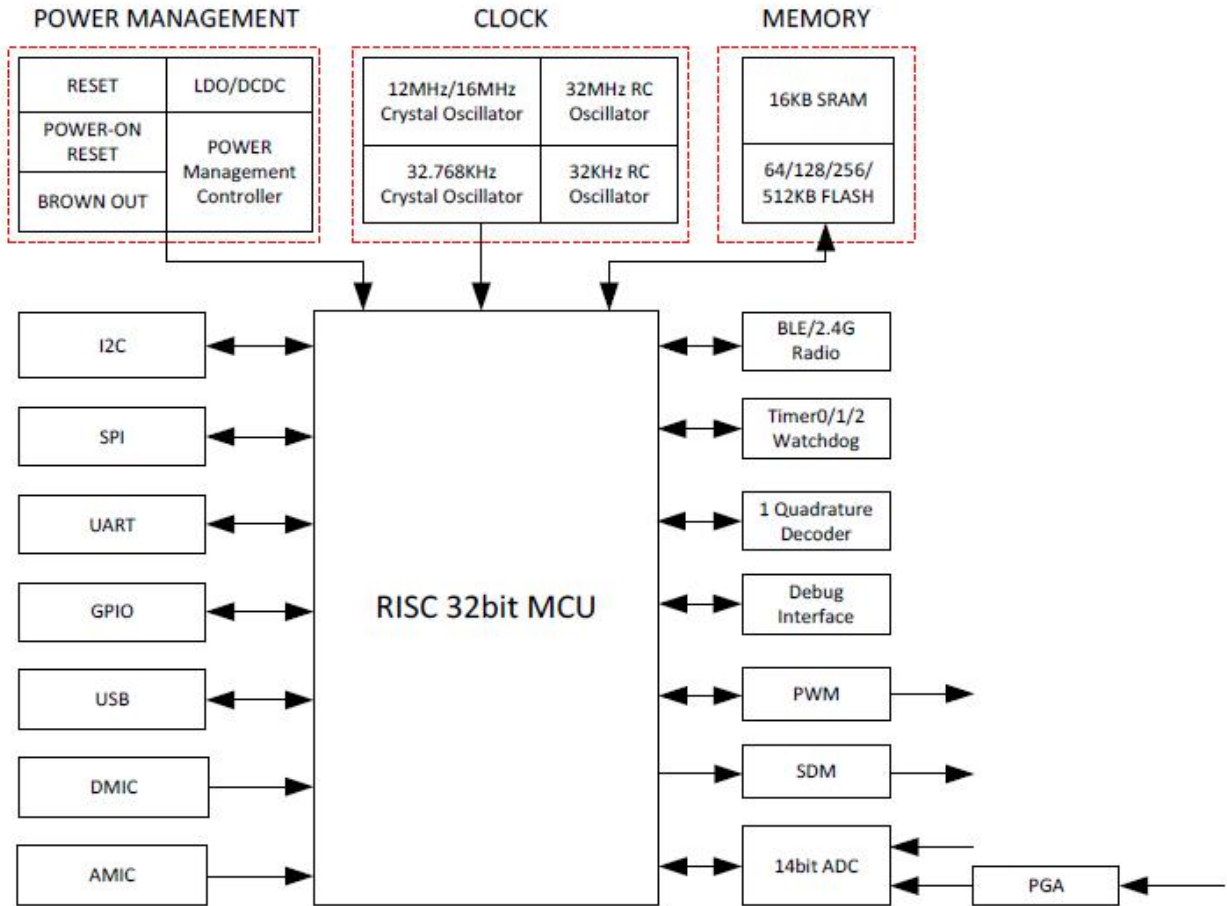 POWER MANAGEMENT
CLOCK
MEMORY
RESET
LDO/DCDC
POWER-ON
RESET
POWER
Management
Controller
BROWN OUT
12MHz/16MHz
Crystal Oscillator
32MHz RC
Oscillator
32.768KHz
Crystal Oscillator
32KHz RC
Oscillator
16KB SRAM
64/128/256/
512KB FLASH
I2C
SPI
UART
GPIO
USB
DMIC
AMIC
RISC 32bit MCU
BLE/2.4G
Radio
Timer0/1/2
Watchdog
1 Quadrature
Decoder
Debug
Interface
PWM
SDM
14bit ADC
PGA